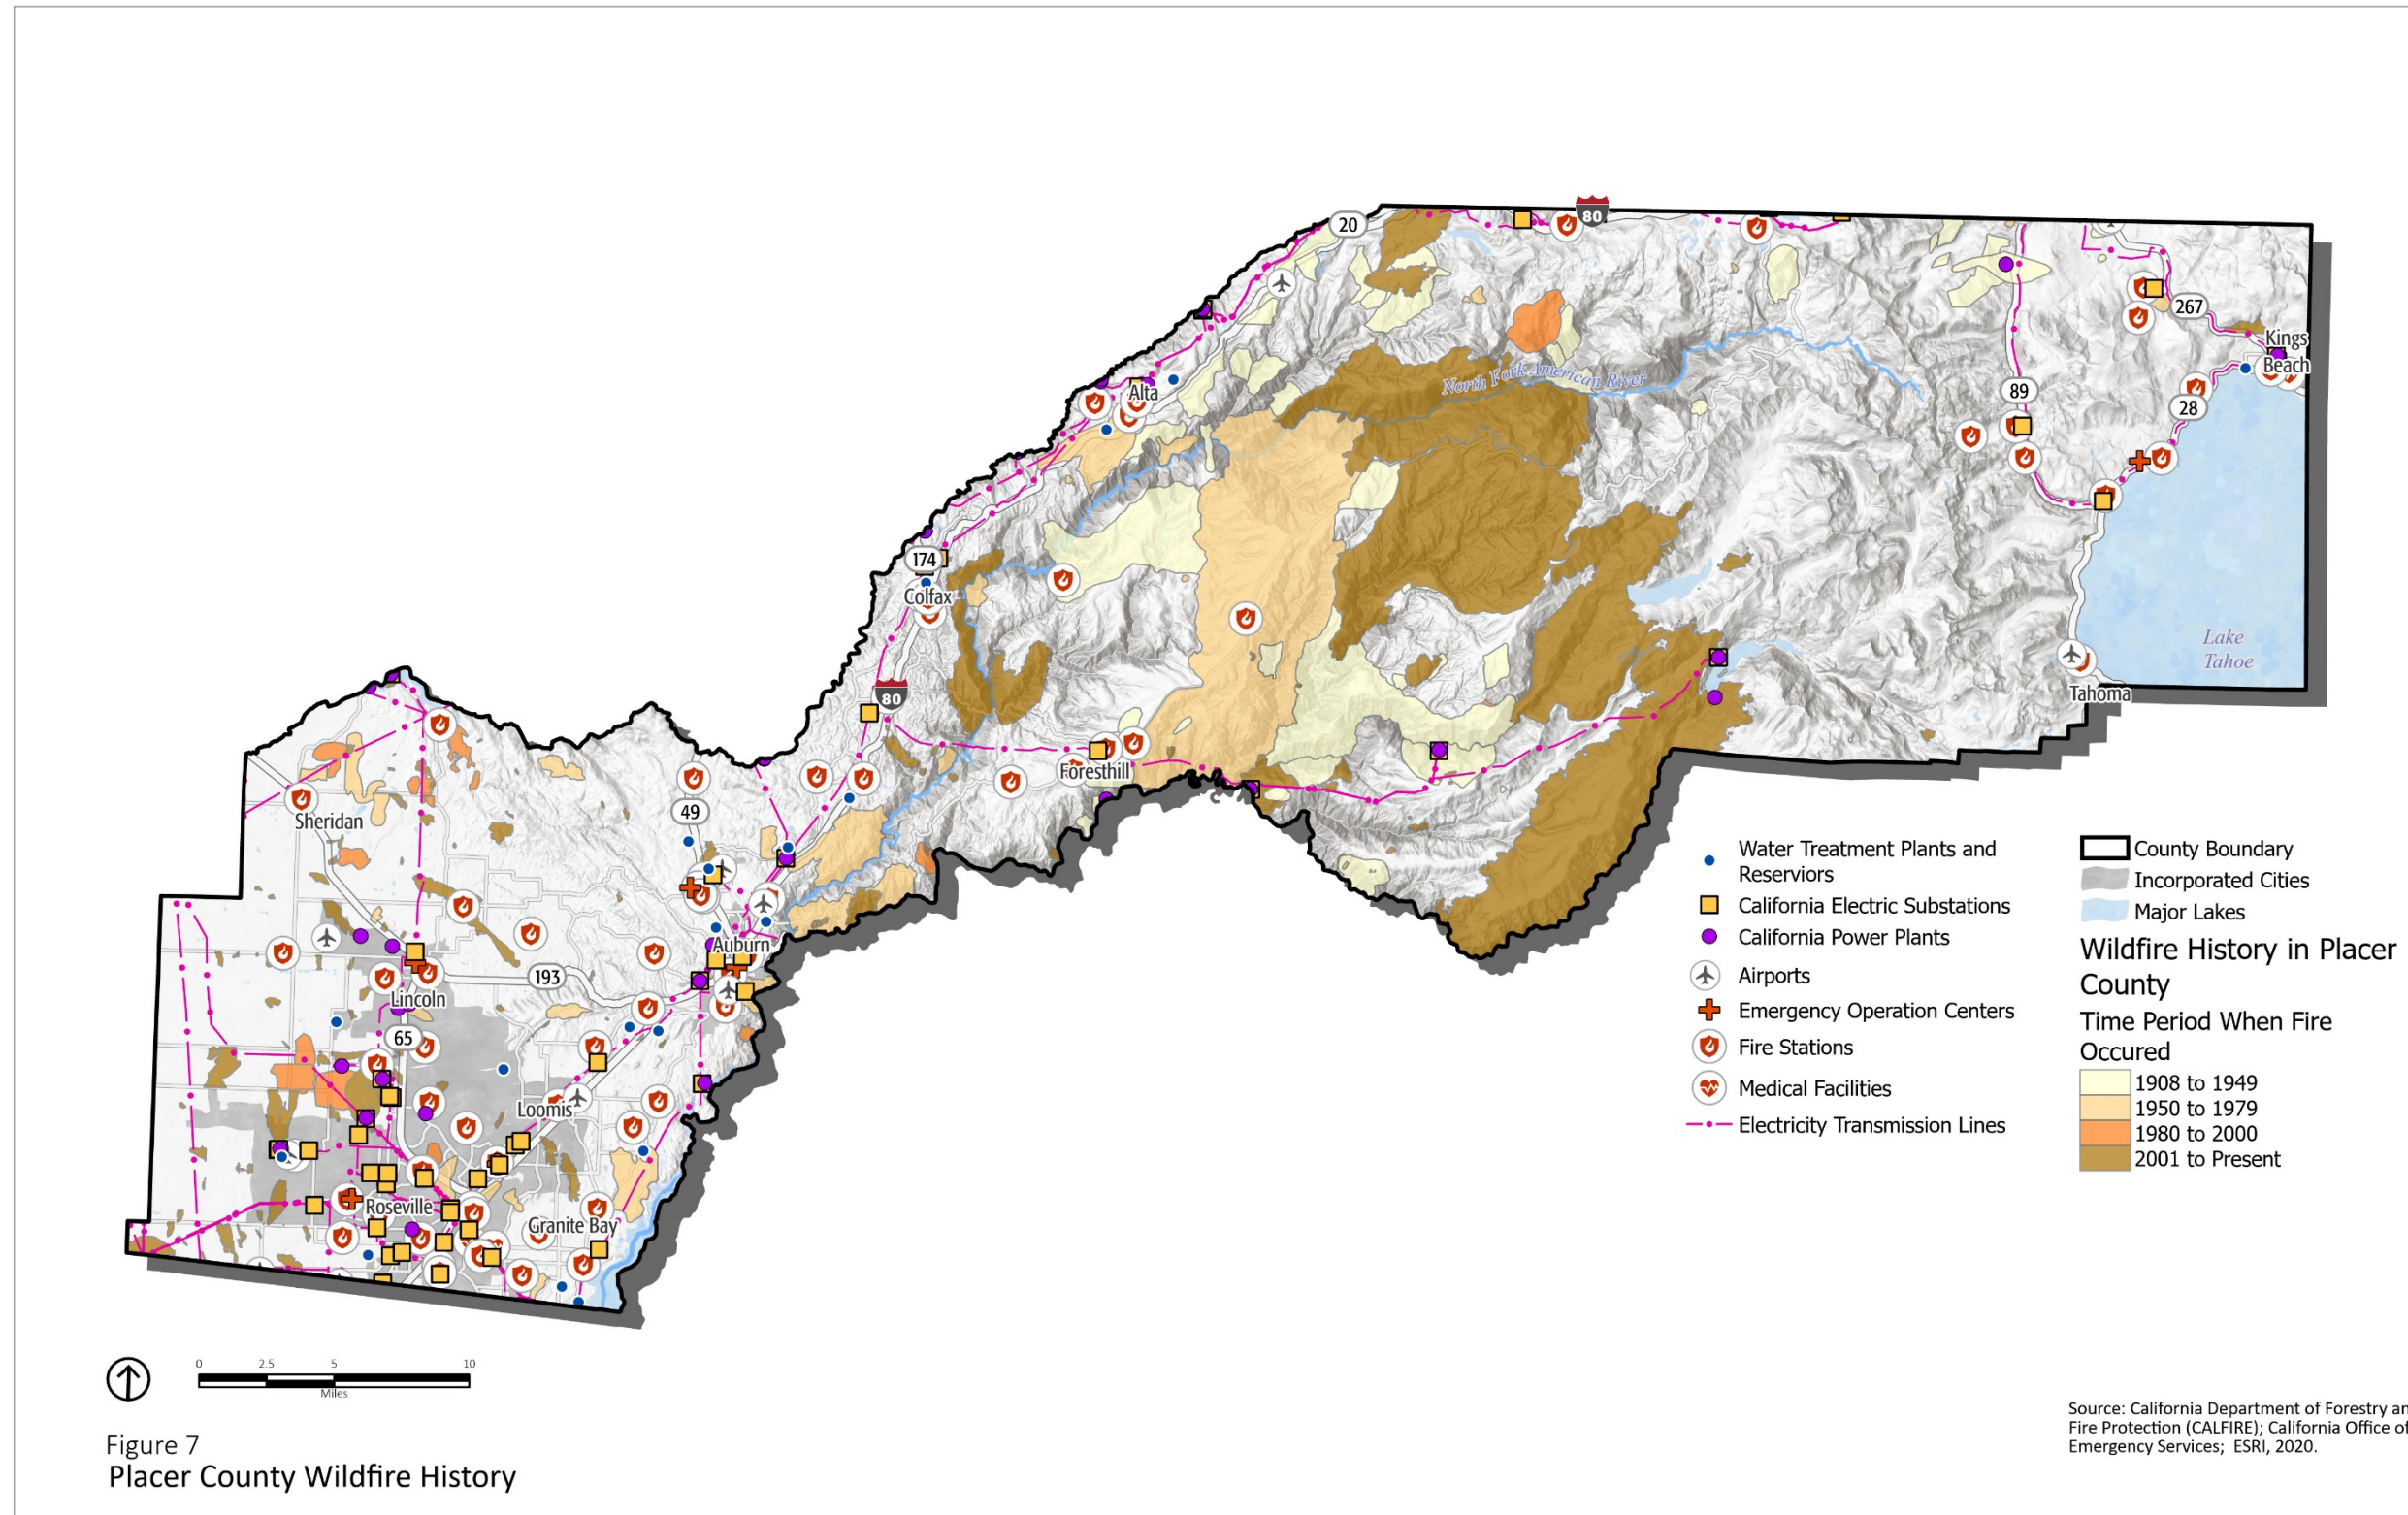 20
80
267
Kings
Beach
89
28
Alta
North Fork American River
174
Colfax
Lake
Tahoe
80
Tahoma
Foresthill
49
Sheridan
Auburn
193
Lincoln
65
Loomis
Roseville
Granite Bay
Water Treatment Plants and
Reserviors
California Electric Substations
California Power Plants
Airports
Emergency Operation Centers
Fire Stations
Medical Facilities
Electricity Transmission Lines
County Boundary
Incorporated Cities
Major Lakes
Wildfire History in Placer
County
Time Period When Fire
Occured
1908 to 1949
1950 to 1979
1980 to 2000
2001 to Present
0 2.5 5 10
Miles
Figure 7
Placer County Wildfire History
Source: California Department of Forestry an
Fire Protection (CALFIRE); California Office of
Emergency Services; ESRI, 2020.